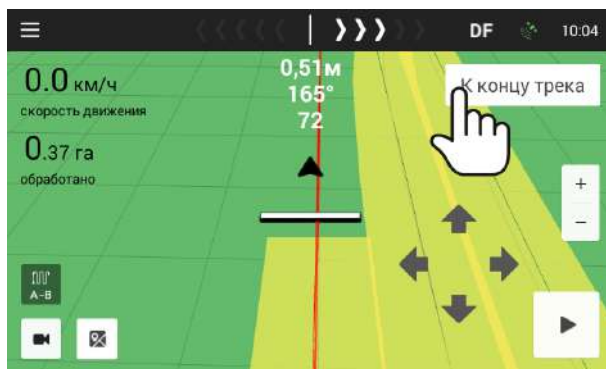 DF
10:04
0.0 км/ч
скорость движения
0,51м
165°
72
К концу трека
0.37 га
обработано
+
−
A-B